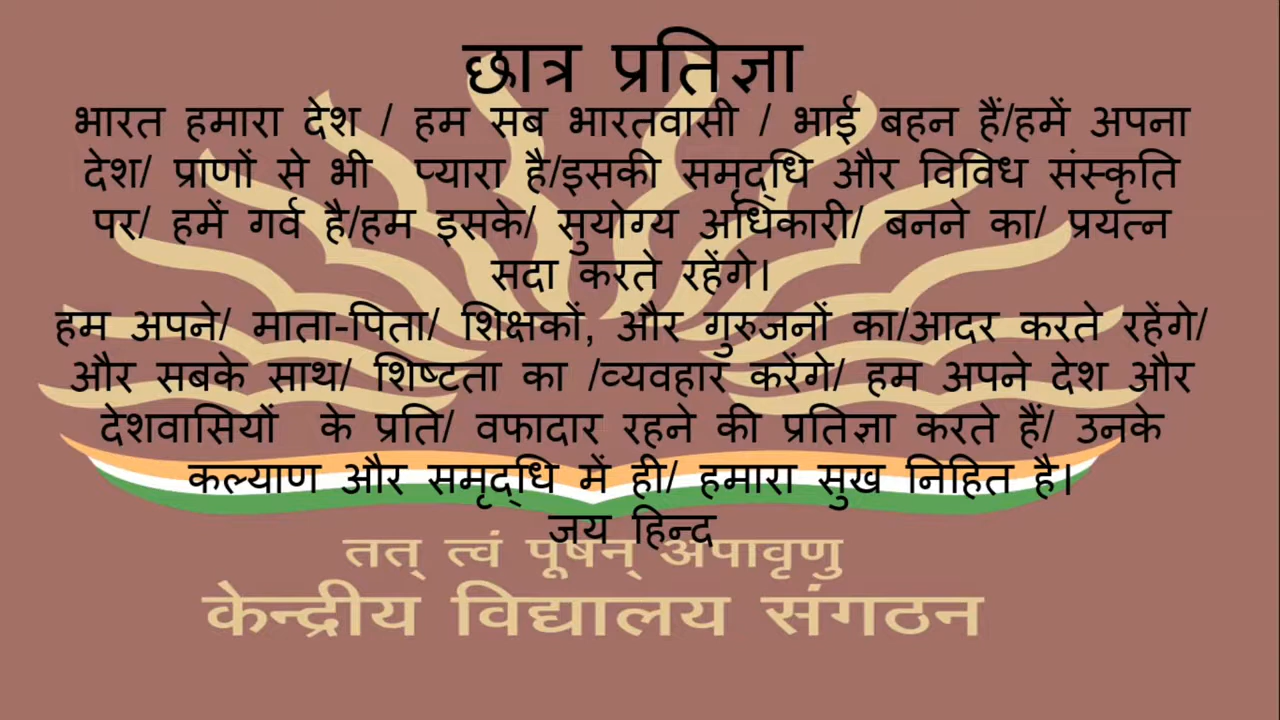 छात्र प्रतिज्ञा
भारत हमारा देश / हम सब भारतवासी / भाई बहन हैं/हमें अपना
देश/ प्राणों से भी प्यारा है/इसकी समृद्धि और विविध संस्कृति
पर/ हमें गर्व है/हम इसके/ सुयोग्य अधिकारी/ बनने का/ प्रयत्न
सदा करते रहेंगे।
हम अपने/ माता-पिता/ शिक्षकों, और गुरुजनों का/आदर करते रहेंगे/
और सबके साथ/ शिष्टता का /व्यवहार करेंगे/ हम अपने देश और
देशवासियों के प्रति/ वफादार रहने की प्रतिज्ञा करते हैं/ उनके
कल्याण और समृद्धि में ही/ हमारा सुख निहित है।
जय हिन्द
तत् त्वं पूषन् अपावृणु
केन्द्रीय विद्यालय संगठन